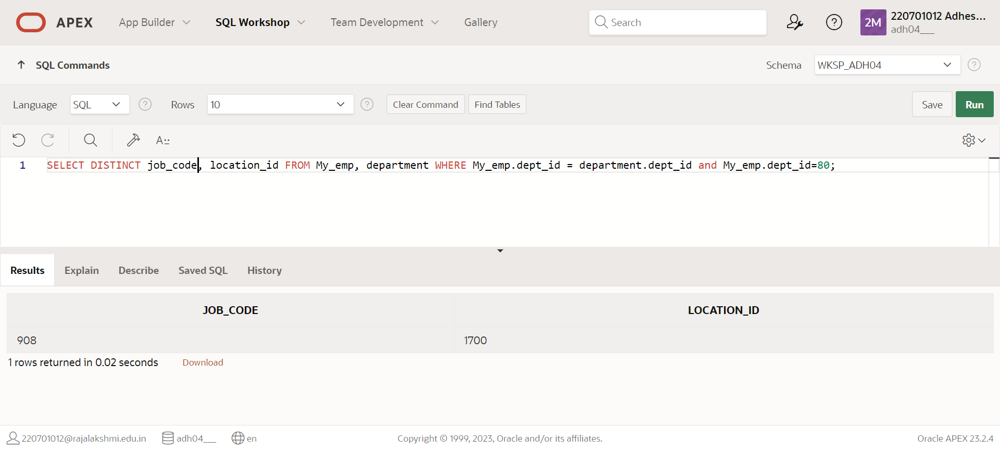 APEX App Builder SQL Workshop Team Development Gallery Search 2M 220701012 Adhes...
adh04___
SQL Commands Schema WKSP_ADH04
Language SQL Rows 10 Clear Command Find Tables Save Run
A::
1 SELECT DISTINCT job_code, location_id FROM My_emp, department WHERE My_emp.dept_id = department.dept_id and My_emp.dept_id=80;
Results Explain Describe Saved SQL History
JOB_CODE LOCATION_ID
908 1700
1 rows returned in 0.02 seconds Download
220701012@rajalakshmi.edu.in adh04___ en Copyright © 1999, 2023, Oracle and/or its affiliates. Oracle APEX 23.2.4